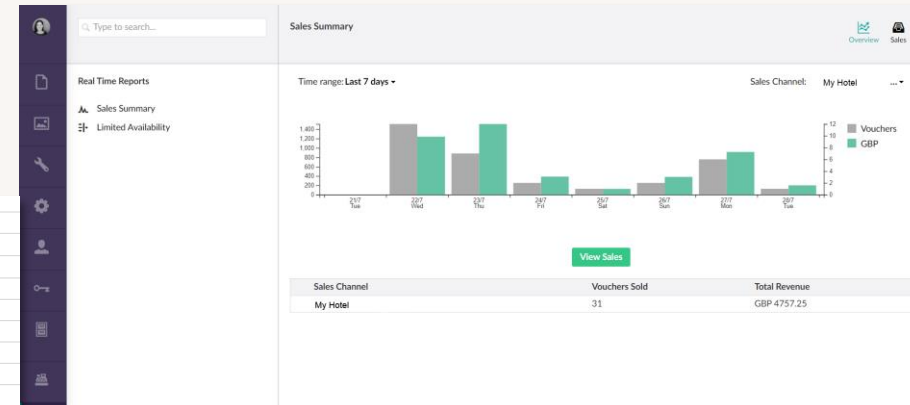 Type to search...
Sales Summary
Overview
Sales
Real Time Reports
Sales Summary
Limited Availability
Time range: Last 7 days
Sales Channel: My Hotel ...
1,400
1,200
1,000
800
600
400
200
12
10
8
6
4
2
0
Vouchers
GBP
21/7 22/7 23/7 24/7 25/7 26/7 27/7 28/7
Tue Wed Thu Fri Sat Sun Mon Tue
View Sales
Sales Channel Vouchers Sold Total Revenue
My Hotel 31 GBP 4757.25